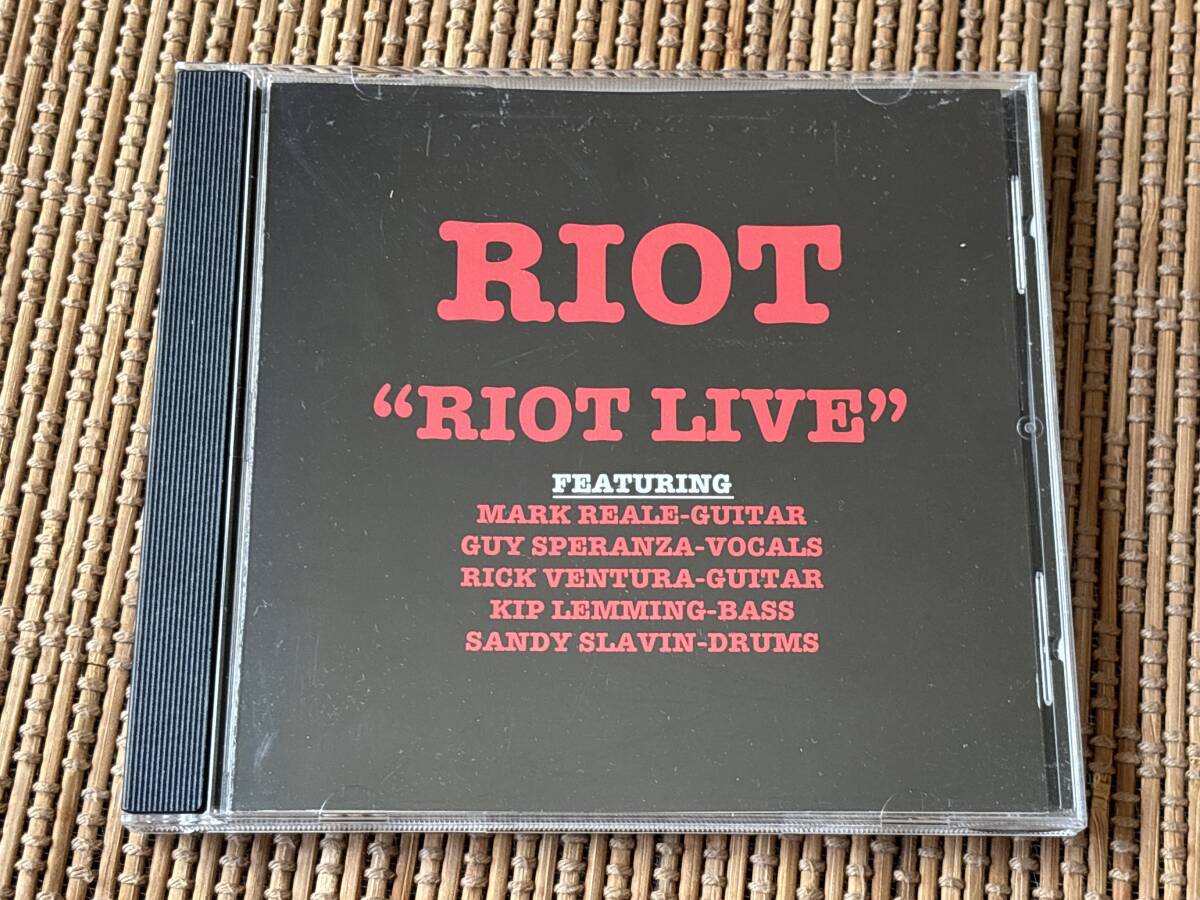 RIOT
“RIOT LIVE”
FEATURING
MARK REALE-GUITAR
GUY SPERANZA-VOCALS
RICK VENTURA-GUITAR
KIP LEMMING-BASS
SANDY SLAVIN-DRUMS